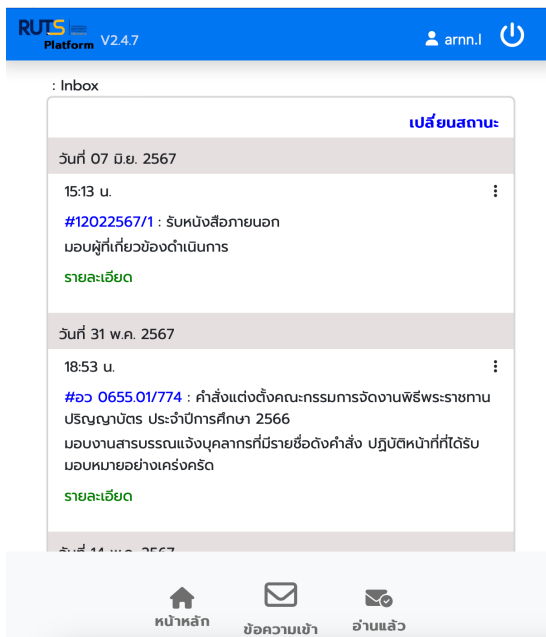 RUTS
Platform V2.4.7
arnn.l
: Inbox
เปลี่ยนสถานะ
วันที่ 07 มิ.ย. 2567
15:13 น.
#12022567/1 : รับหนังสือภายนอก
มอบผู้ที่เกี่ยวข้องดำเนินการ
รายละเอียด
วันที่ 31 พ.ค. 2567
18:53 น.
#อว 0655.01/774 : คำสั่งแต่งตั้งคณะกรรมการจัดงานพิธีพระราชทาน
ปริญญาบัตร ประจำปีการศึกษา 2566
มอบงานสารบรรณแจ้งบุคลากรที่มีรายชื่อดังคำสั่ง ปฏิบัติหน้าที่ที่ได้รับ
มอบหมายอย่างเคร่งครัด
รายละเอียด
วันที่ 14 พ.ค. 2567
หน้าหลัก
ข้อความเข้า
อ่านแล้ว